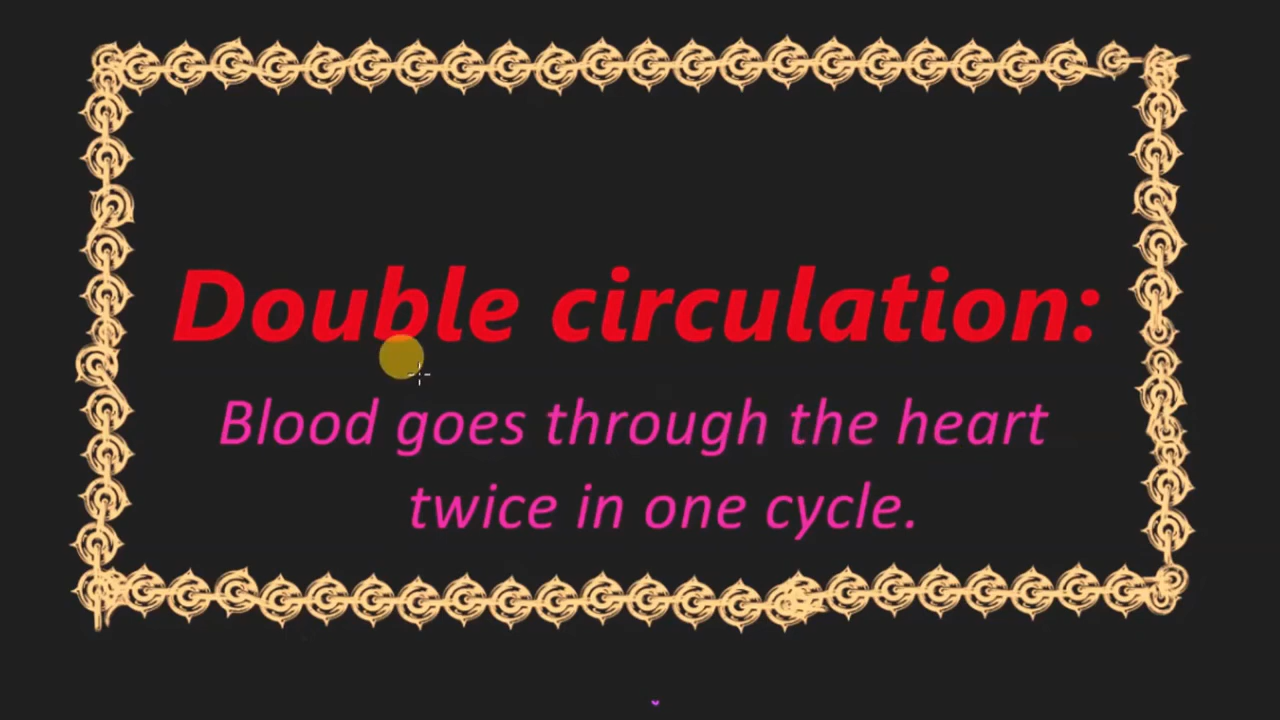 Double circulation:
Blood goes through the heart
twice in one cycle.